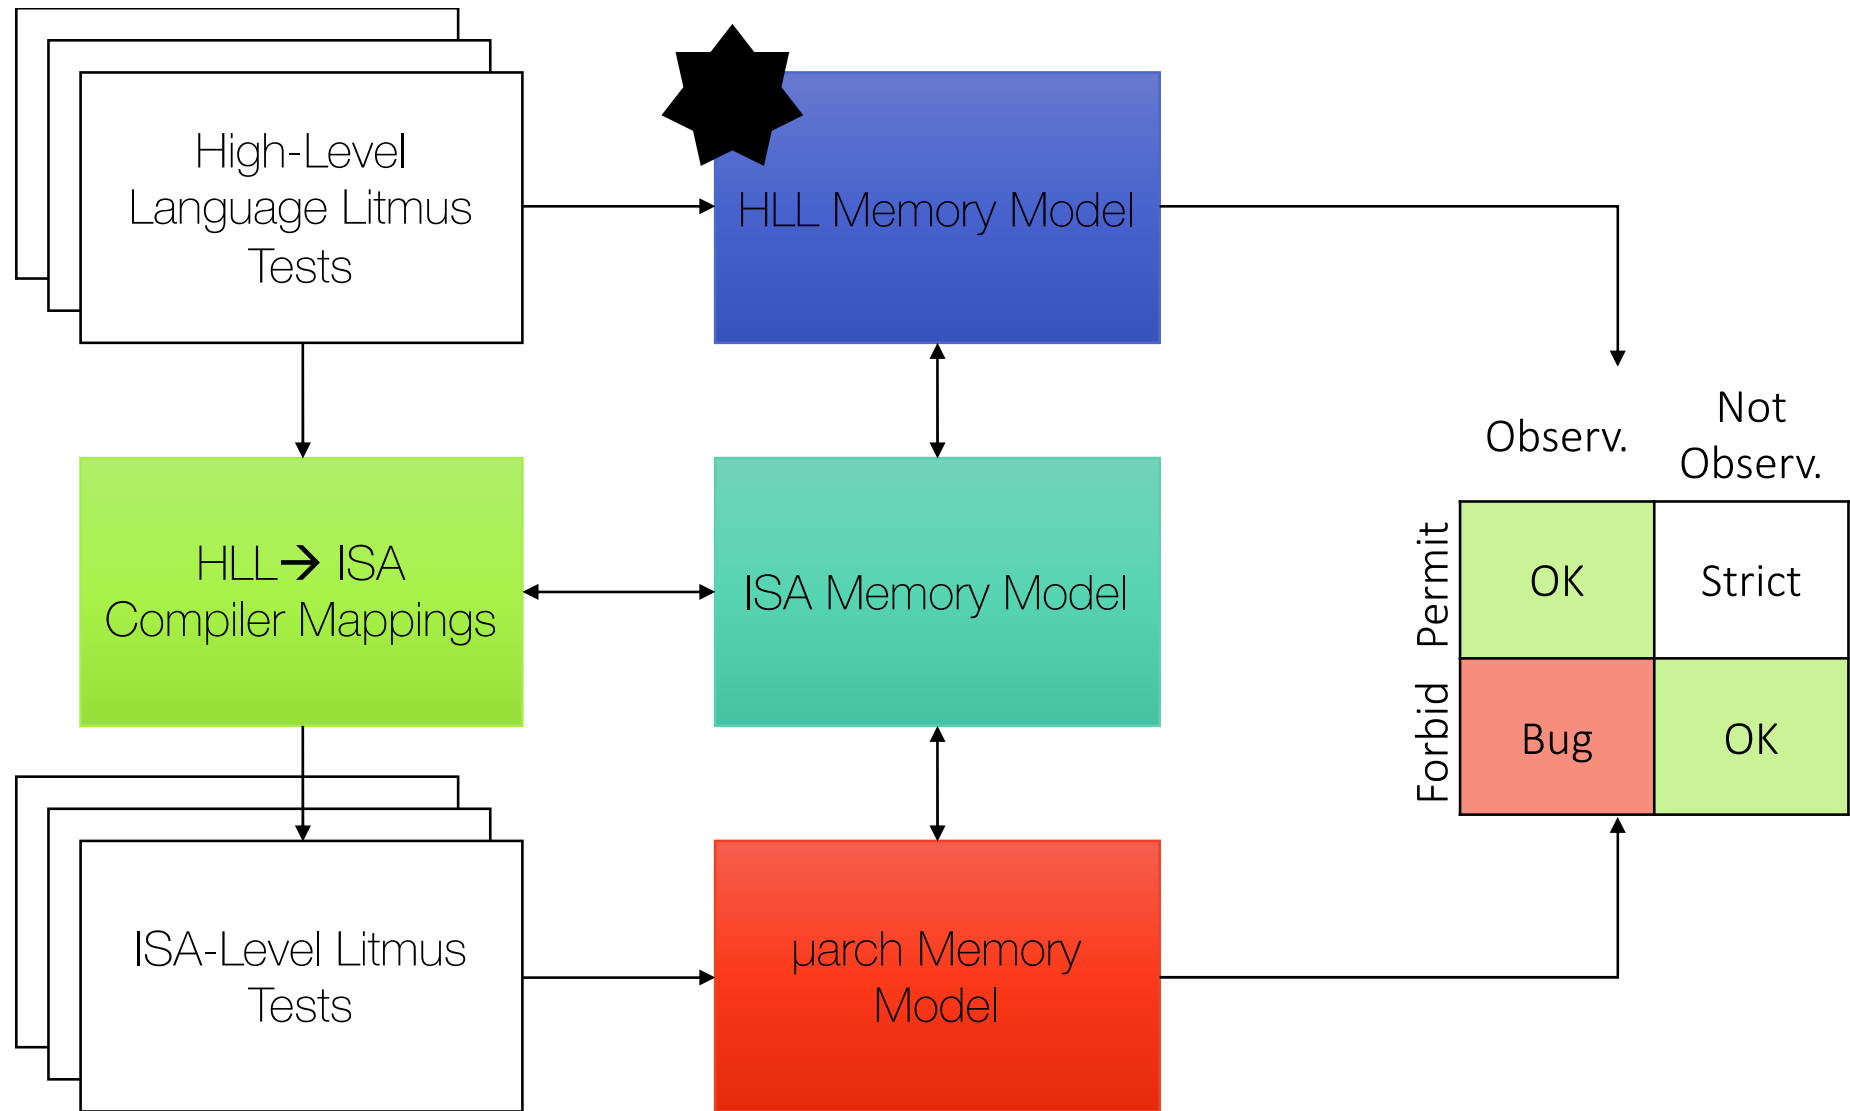 High-Level
Language Litmus
Tests
HLL Memory Model
HLL→ ISA
Compiler Mappings
ISA Memory Model
ISA-Level Litmus
Tests
µarch Memory
Model
Observ.
Not
Observ.
Permit
OK
Strict
Forbid
Bug
OK